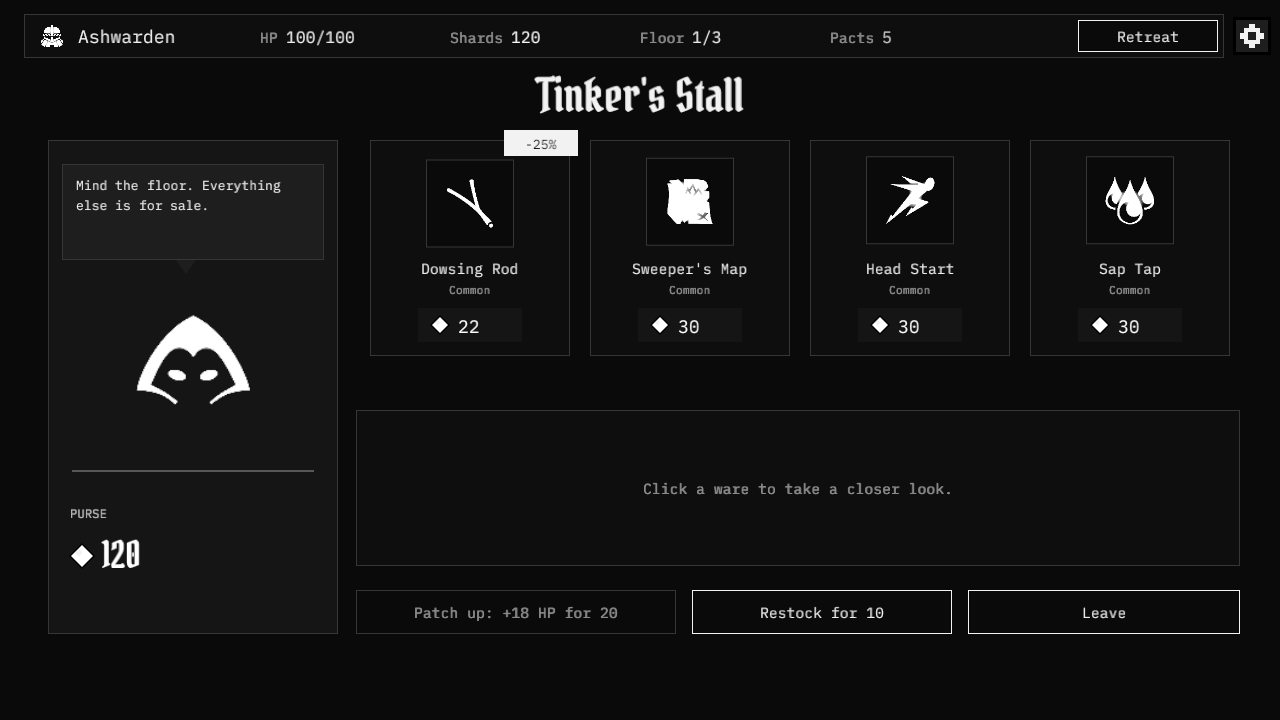 Ashwarden HP 100/100 Shards 120 Floor 1/3 Pacts 5 Retreat
Tinker's Stall
-25%
Mind the floor. Everything
else is for sale.
Dowsing Rod Sweeper's Map Head Start Sap Tap
Common Common Common Common
22 30 30 30
Click a ware to take a closer look.
PURSE
120
Patch up: +18 HP for 20 Restock for 10 Leave